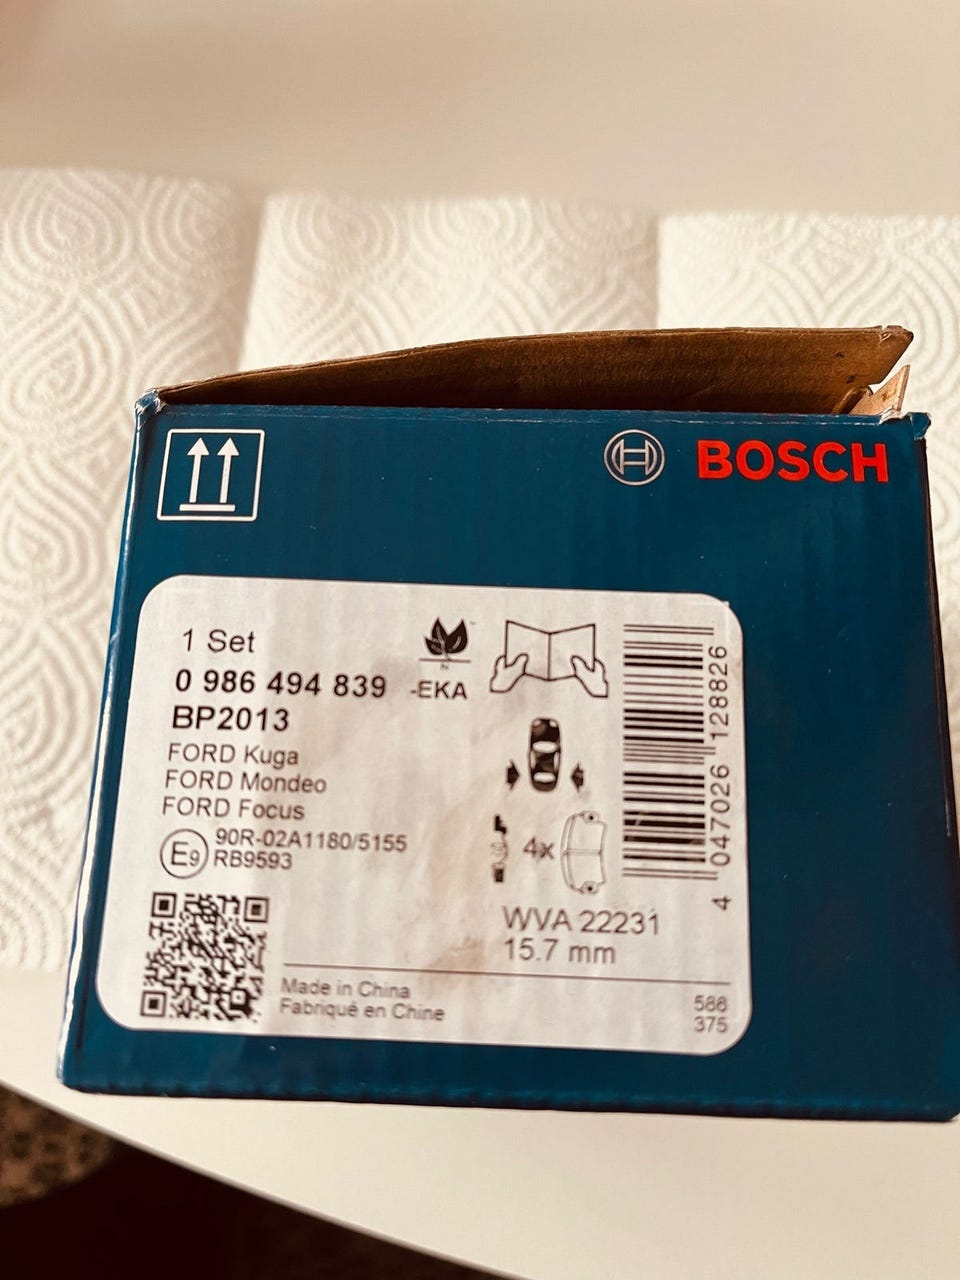 BOSCH
1 Set
0 986 494 839 -EKA
BP2013
FORD Kuga
FORD Mondeo
FORD Focus
E9
90R-02A1180/5155
RB9593
4x
WVA 22231
15.7 mm
4 047026 128826
Made in China
Fabriqué en Chine
586
375